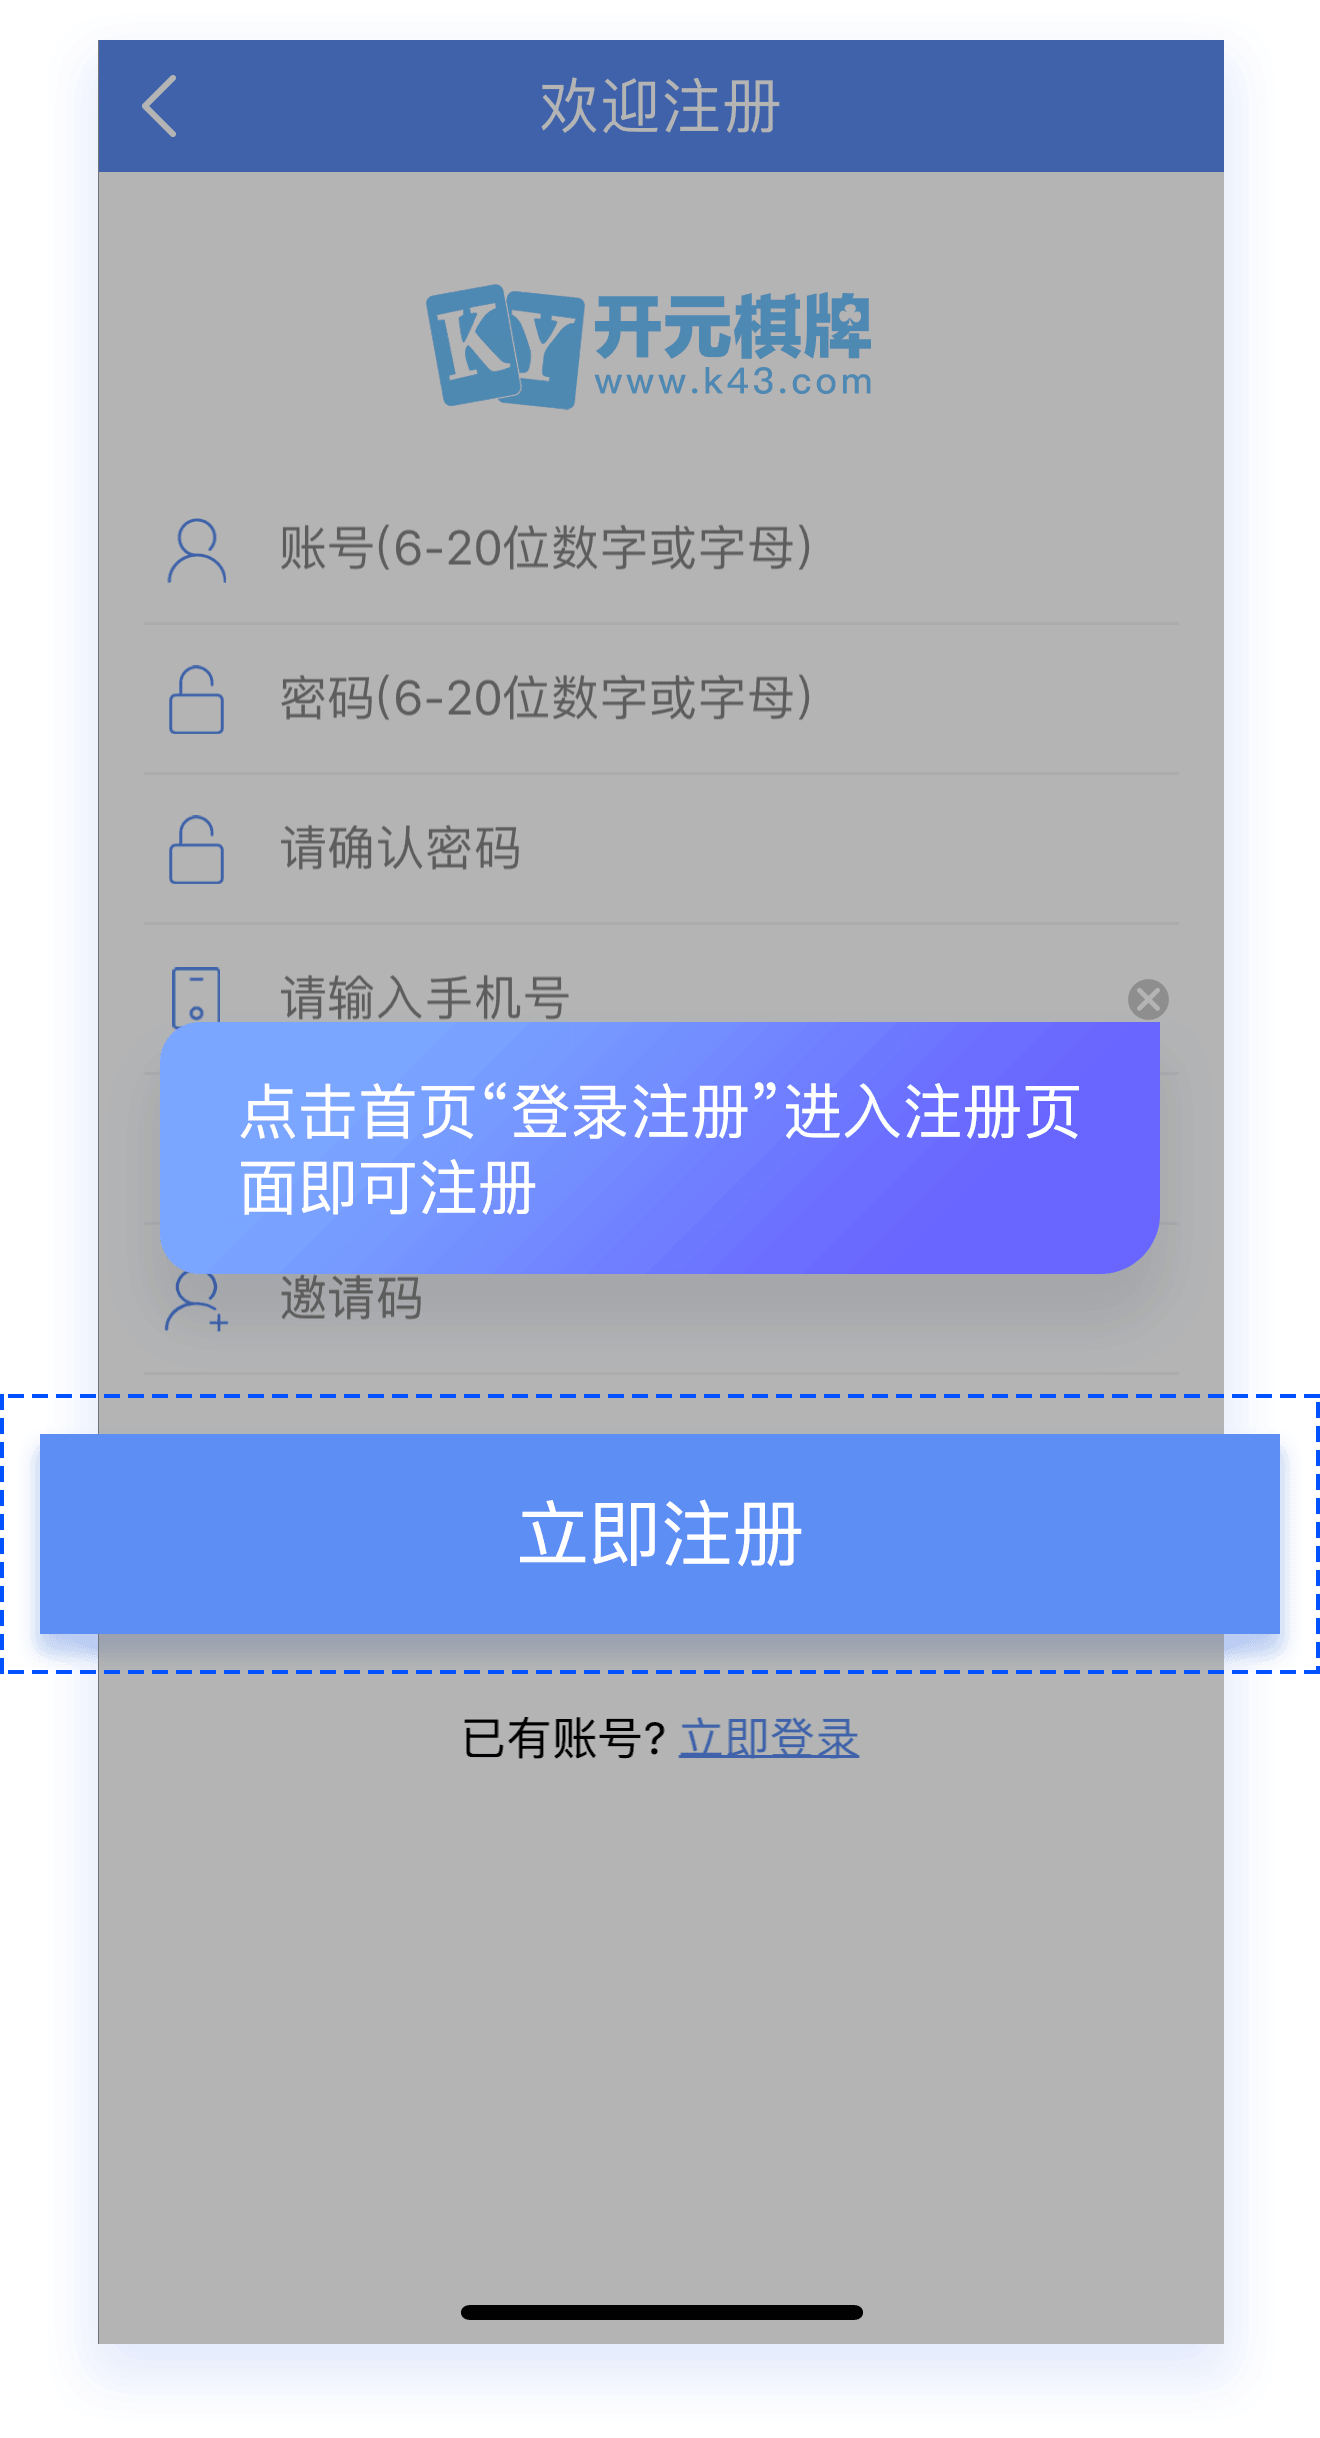 欢迎注册
KY 开元棋牌
www.k43.com
账号(6-20位数字或字母)
密码(6-20位数字或字母)
请确认密码
请输入手机号
点击首页“登录注册”进入注册页
面即可注册
邀请码
立即注册
已有账号? 立即登录